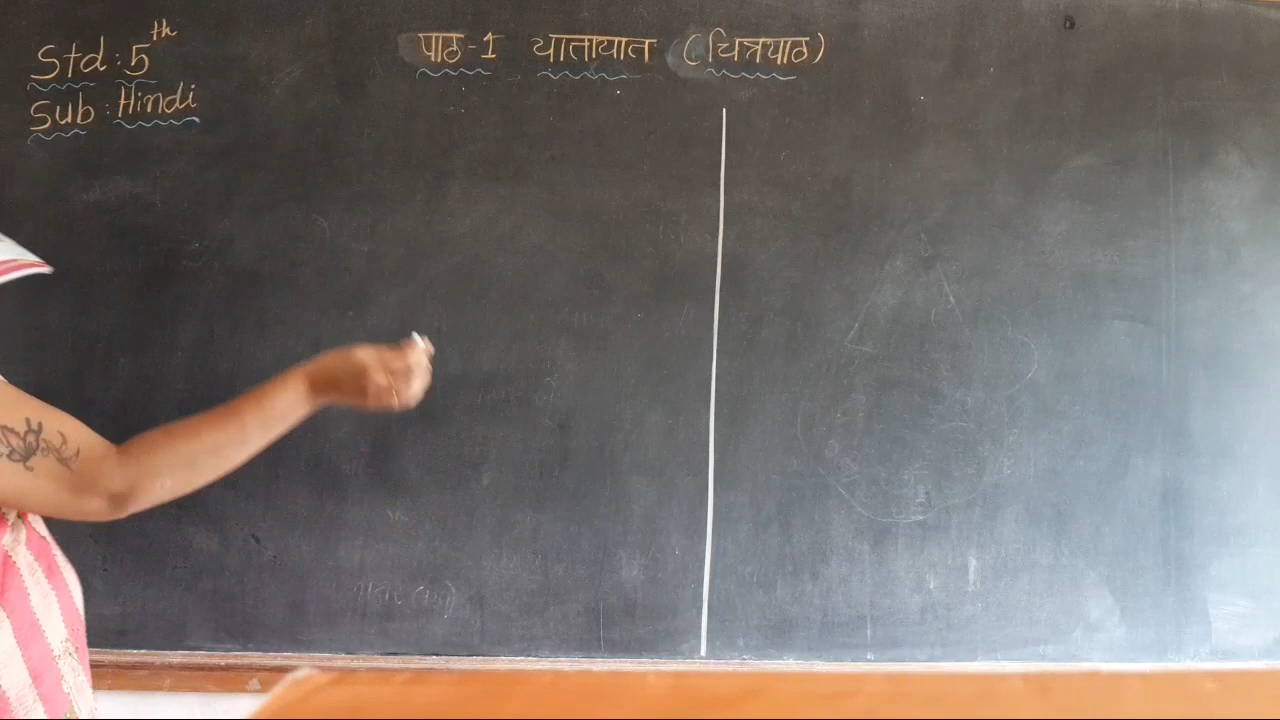 Std : 5th
Sub : Hindi
पाठ - 1 यातायात (चित्रपाठ)